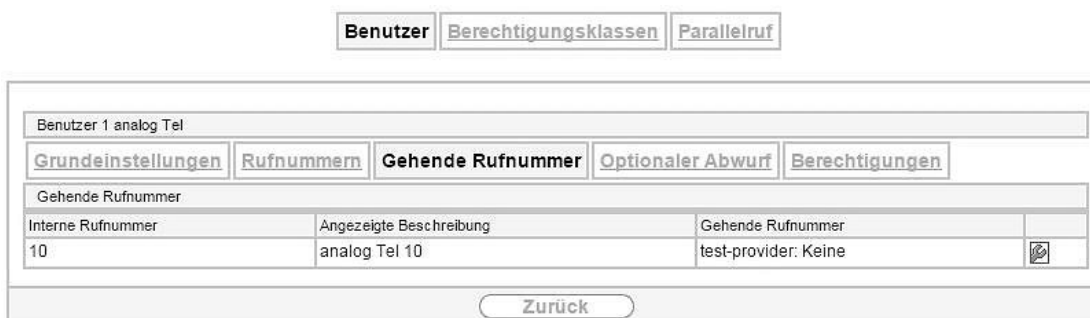 Benutzer Berechtigungsklassen Parallelruf
Benutzer 1 analog Tel
Grundeinstellungen Rufnummern Gehende Rufnummer Optionaler Abwurf Berechtigungen
Gehende Rufnummer
Interne Rufnummer Angezeigte Beschreibung Gehende Rufnummer
10 analog Tel 10 test-provider: Keine
Zurück